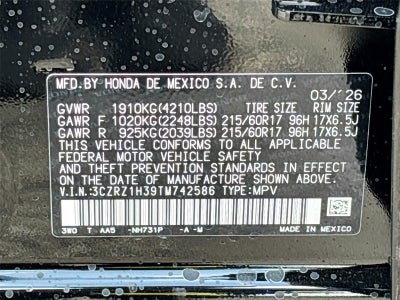 MFD. BY HONDA DE MEXICO S.A. DE C.V.
03/'26
GVWR 1910KG(4210LBS) TIRE SIZE RIM SIZE
GAWR F 1020KG(2248LBS) 215/60R17 96H 17X6.5J
GAWR R 925KG(2039LBS) 215/60R17 96H 17X6.5J
THIS VEHICLE CONFORMS TO ALL APPLICABLE
FEDERAL MOTOR VEHICLE SAFETY
AND THEFT PREVENTION STANDARDS IN EFFECT ON
THE DATE OF MANUFACTURE SHOWN ABOVE.
V.I.N:3CZRZ1H39TM742586 TYPE:MPV
3W0 T- AA5 -NH731P -A -M- MADE IN MEXICO